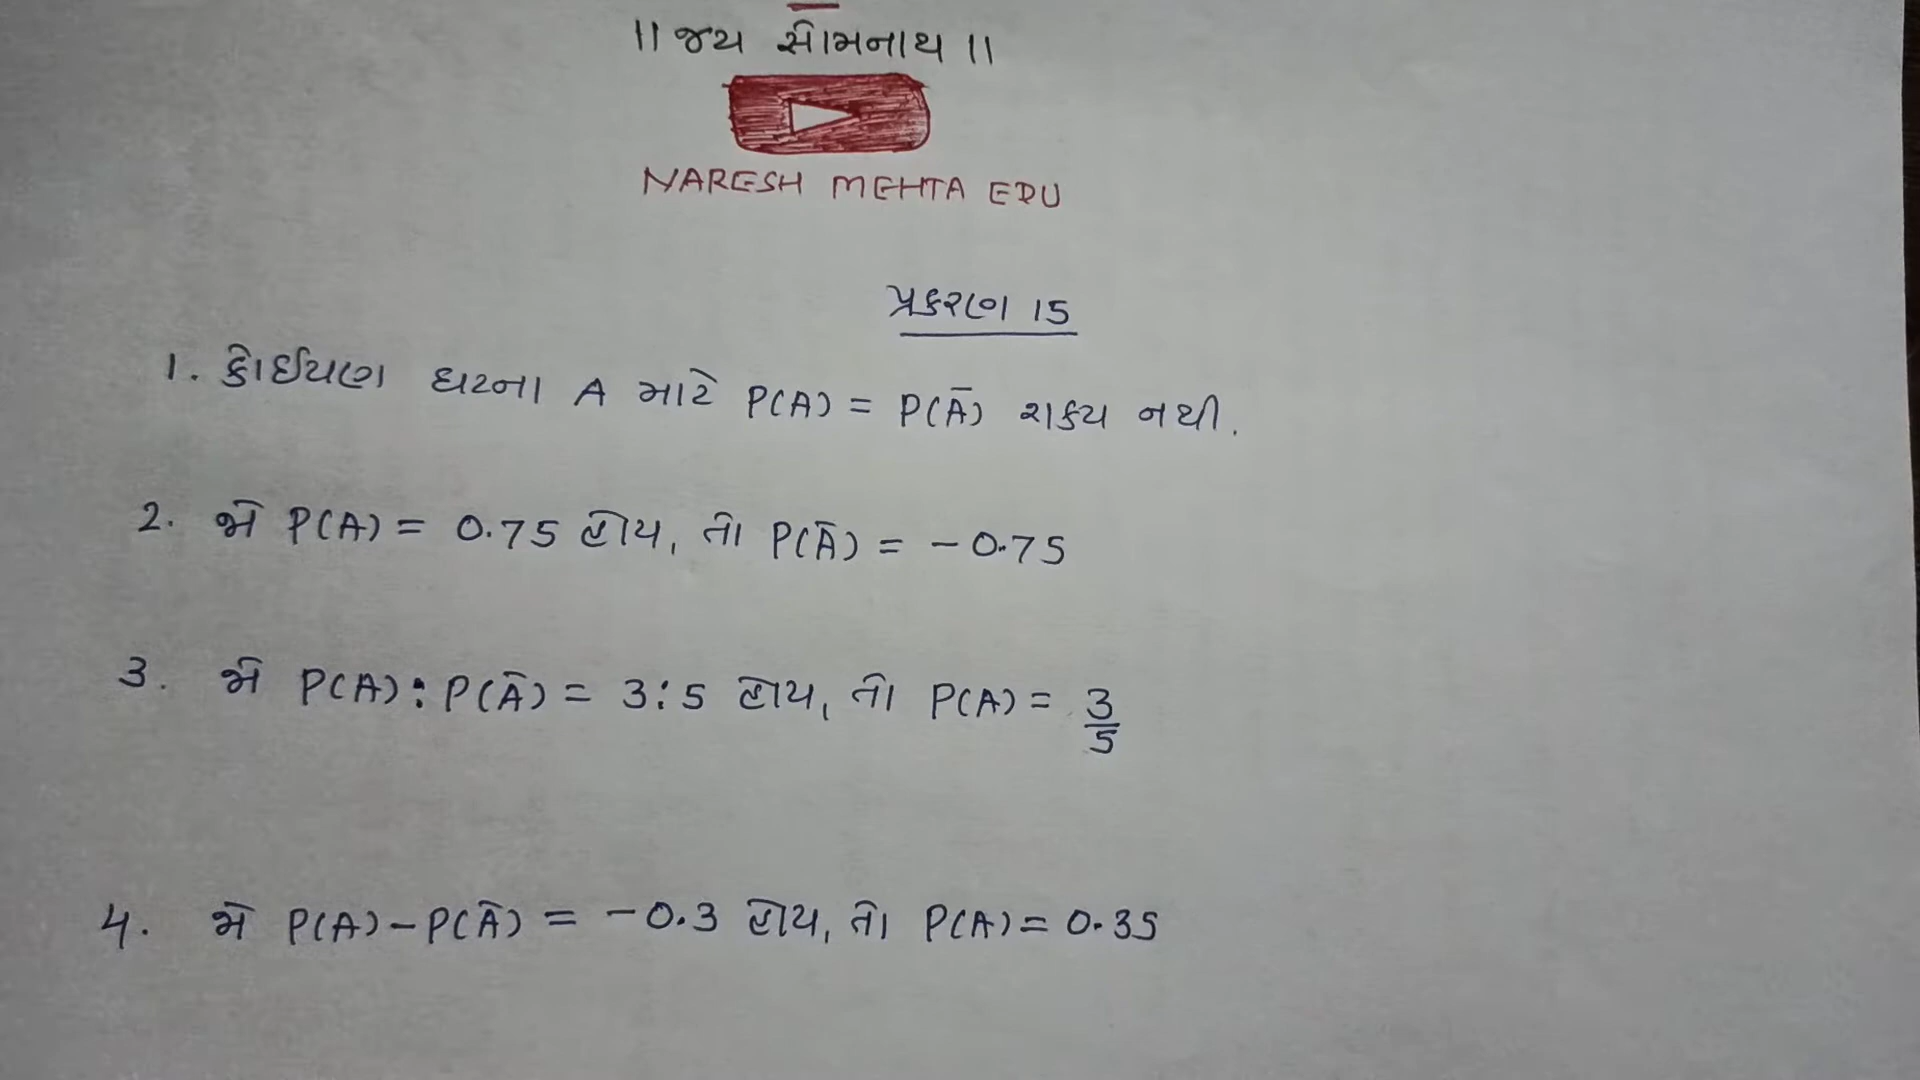 ॥ જય સોમનાથ ॥
NARESH MEHTA EDU
પ્રકરણ 15
1. કોઈપણ ઘટના A માટે P(A) = P(Ā) શક્ય નથી.
2. જો P(A) = 0.75 હોય, તો P(Ā) = -0.75
3. જો P(A) : P(Ā) = 3:5 હોય, તો P(A) = 3/5
4. જો P(A) - P(Ā) = -0.3 હોય, તો P(A) = 0.35